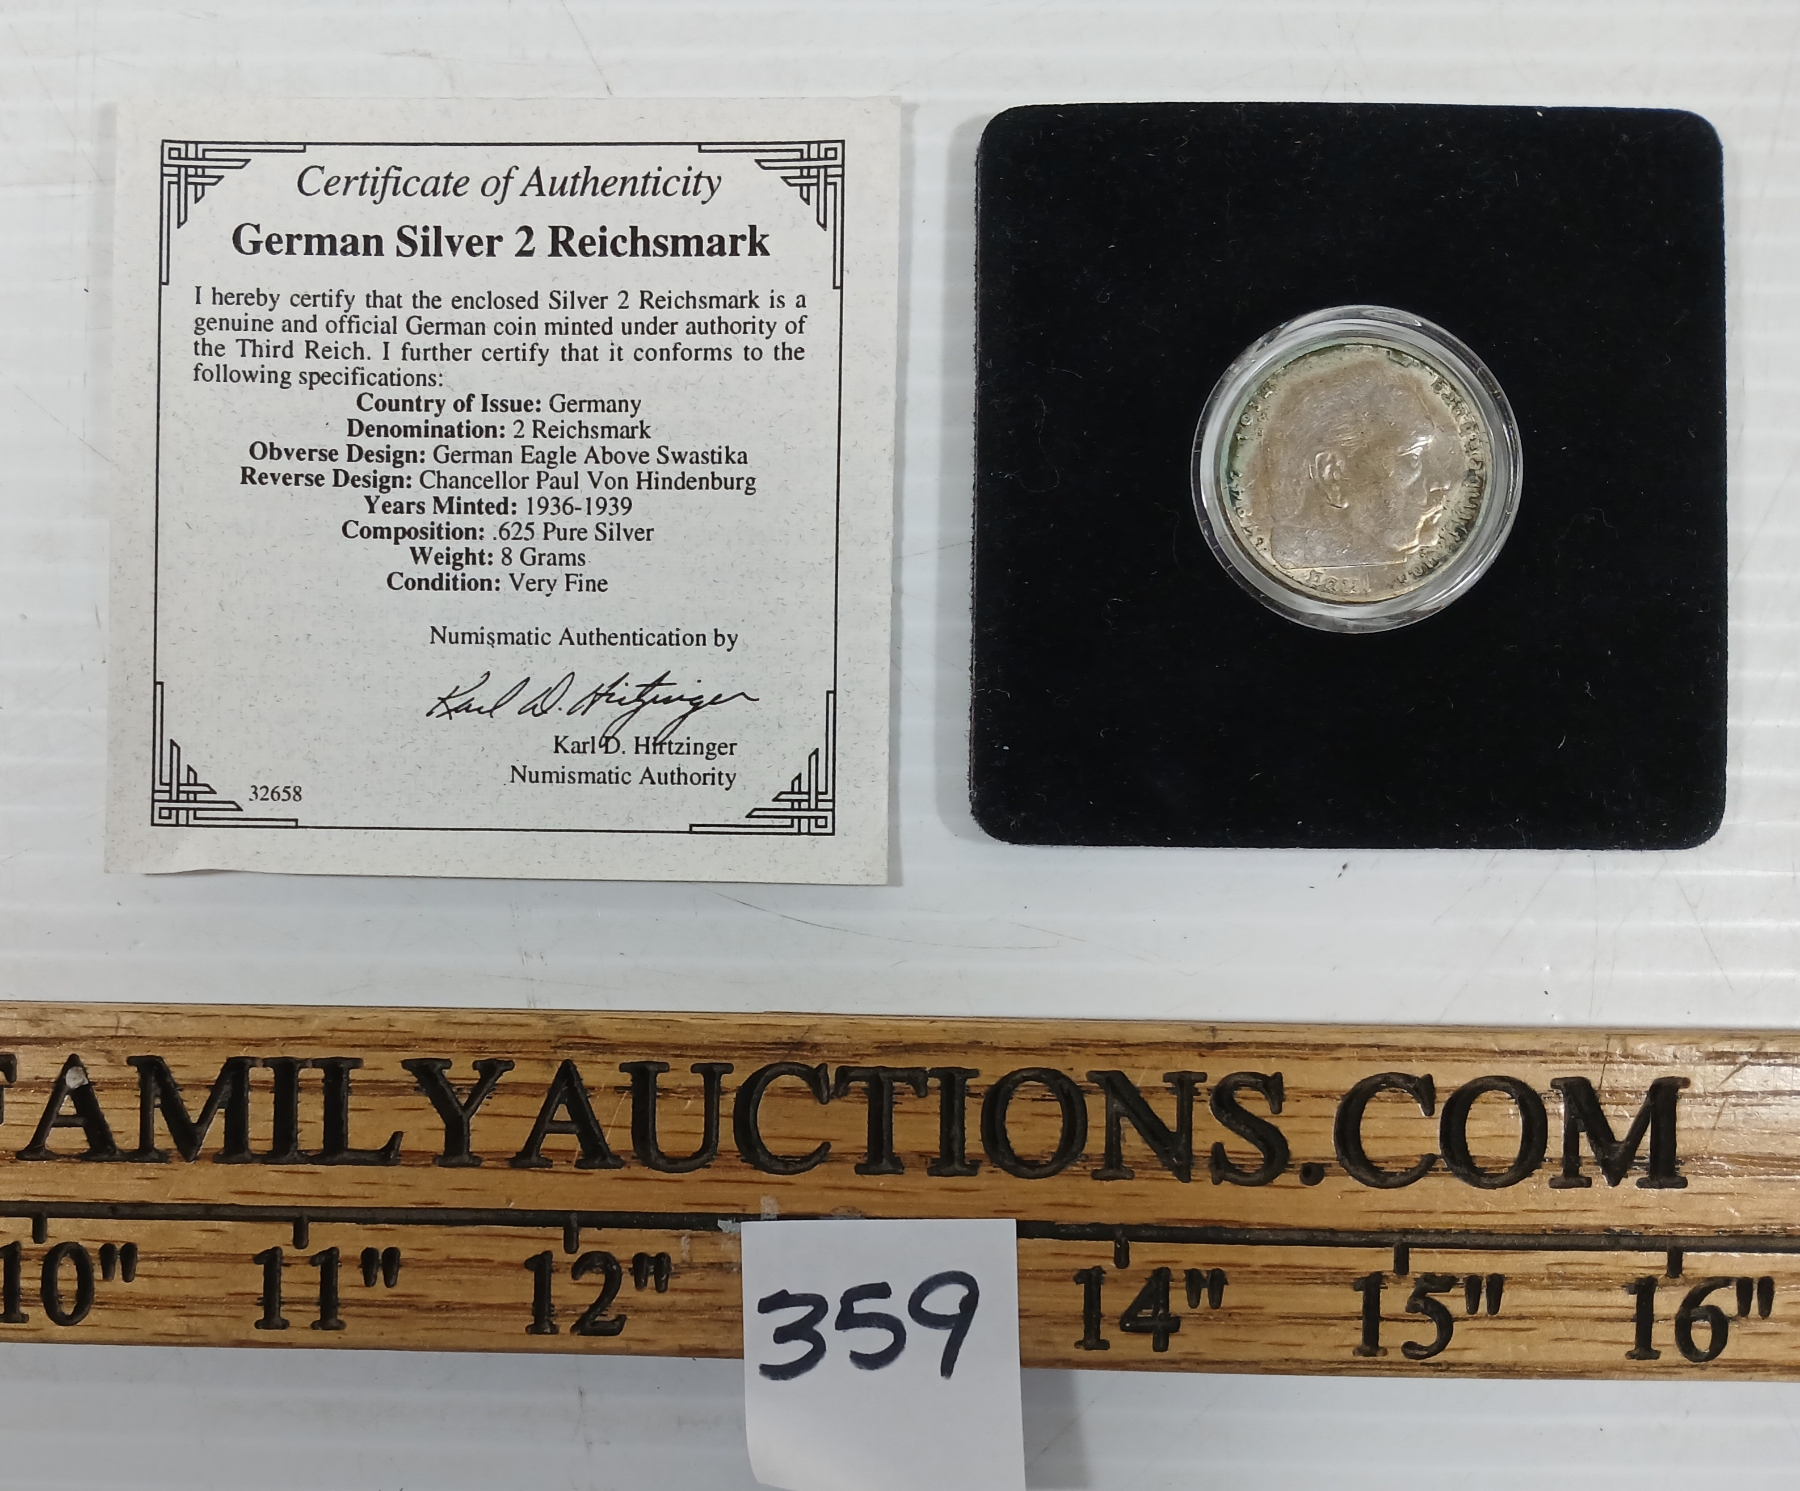 Certificate of Authenticity
German Silver 2 Reichsmark
I hereby certify that the enclosed Silver 2 Reichsmark is a
genuine and official German coin minted under authority of
the Third Reich. I further certify that it conforms to the
following specifications:
Country of Issue: Germany
Denomination: 2 Reichsmark
Obverse Design: German Eagle Above Swastika
Reverse Design: Chancellor Paul Von Hindenburg
Years Minted: 1936-1939
Composition: .625 Pure Silver
Weight: 8 Grams
Condition: Very Fine
Numismatic Authentication by
Karl D. Hirtzinger
Karl D. Hirtzinger
Numismatic Authority
32658
FAMILYAUCTIONS.COM
10" 11" 12" 14" 15" 16"
359